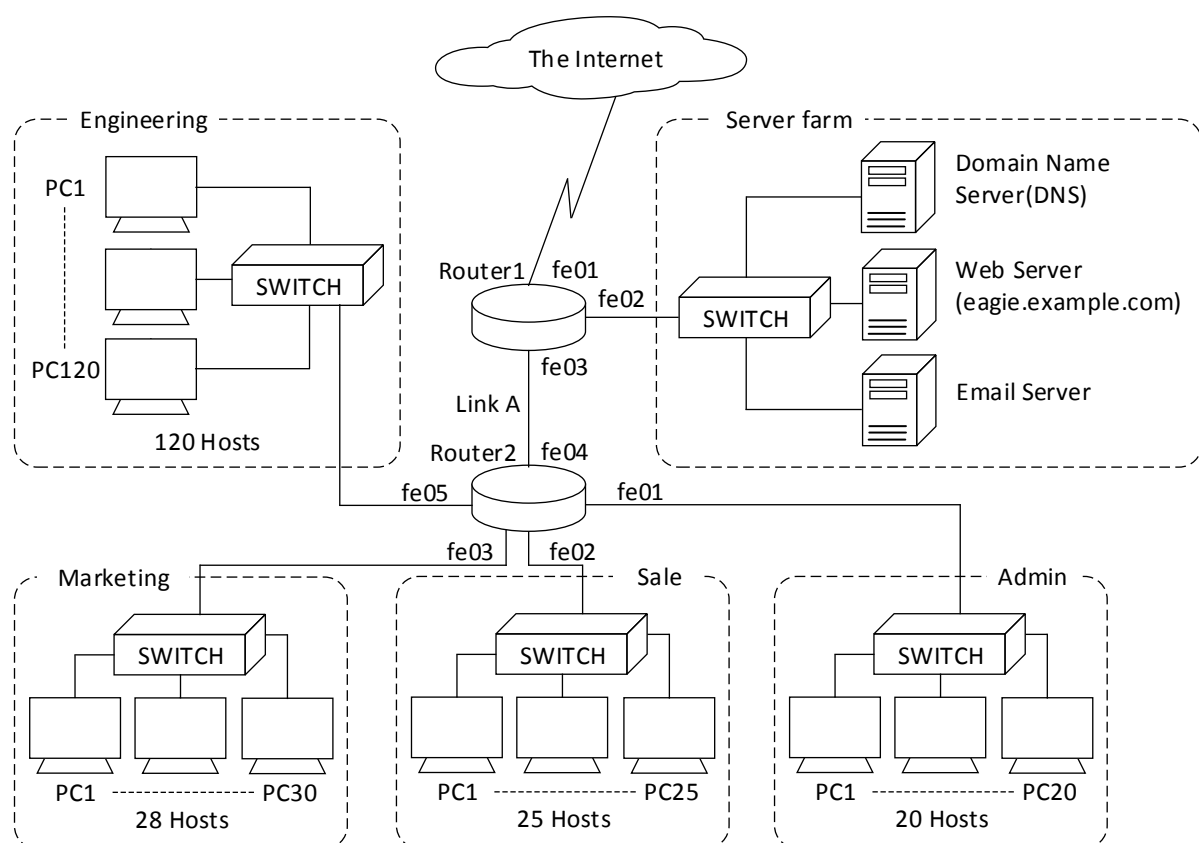 The Internet
Engineering
PC1
PC120
SWITCH
120 Hosts
Server farm
Domain Name
Server(DNS)
Web Server
(eagie.example.com)
Email Server
SWITCH
Router1
fe01
fe02
fe03
Link A
Router2
fe04
fe05
fe01
fe03
fe02
Marketing
SWITCH
PC1
PC30
28 Hosts
Sale
SWITCH
PC1
PC25
25 Hosts
Admin
SWITCH
PC1
PC20
20 Hosts